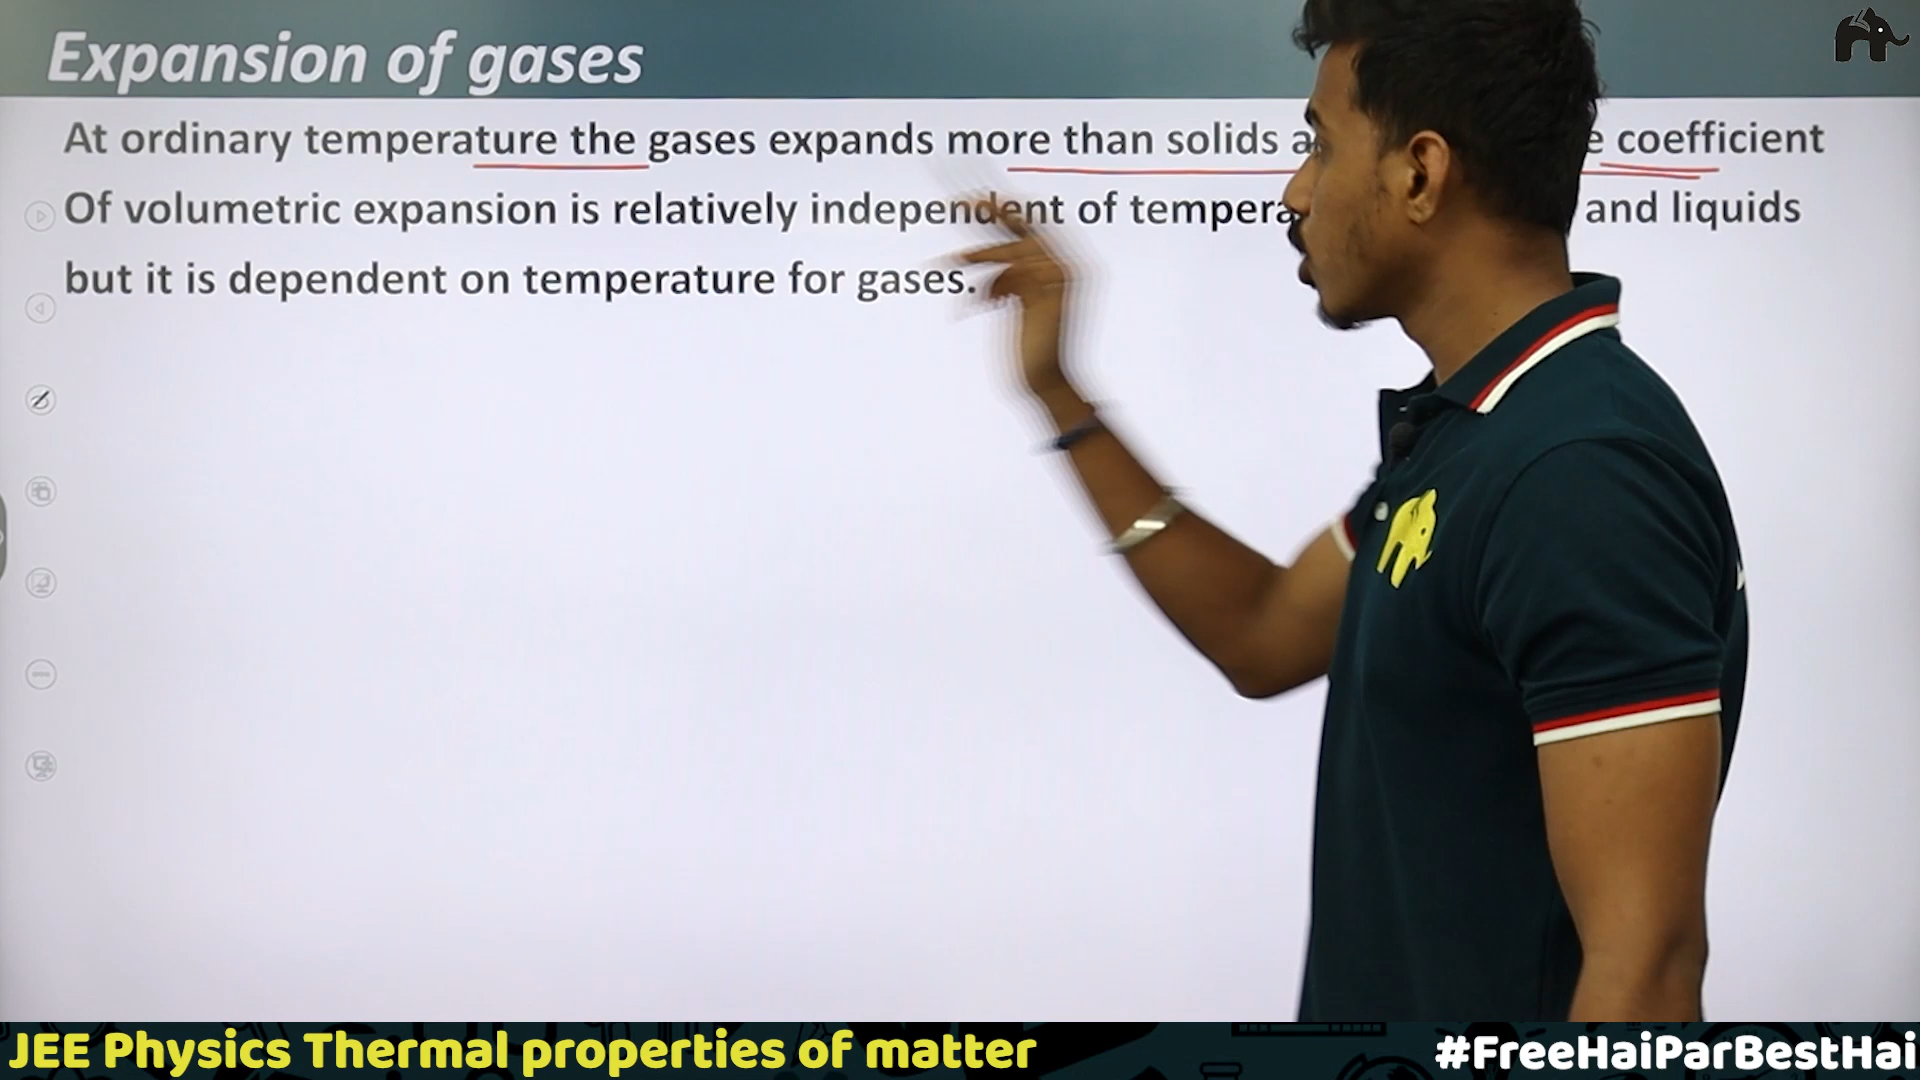 Expansion of gases
At ordinary temperature the gases expands more than solids coefficient
Of volumetric expansion is relatively independent of and liquids
but it is dependent on temperature for gases.
JEE Physics Thermal properties of matter
#FreeHaiParBestHai